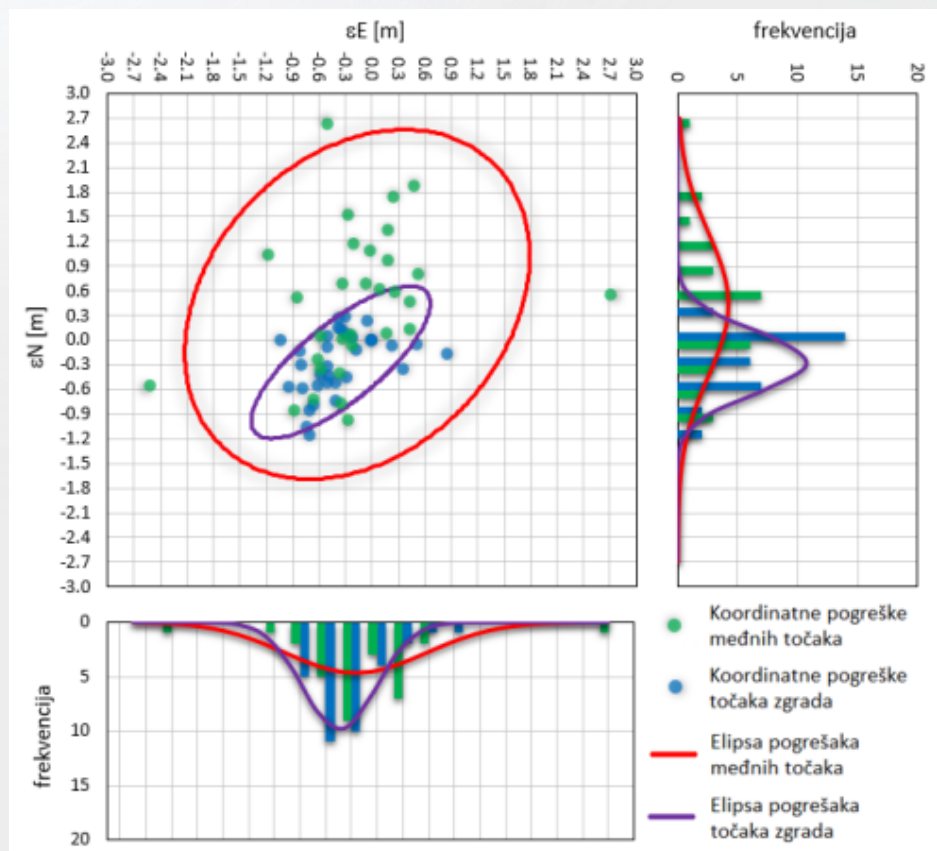 εE [m]
-3.0 -2.7 -2.4 -2.1 -1.8 -1.5 -1.2 -0.9 -0.6 -0.3 0.0 0.3 0.6 0.9 1.2 1.5 1.8 2.1 2.4 2.7 3.0
frekvencija
0 5 10 15 20
εN [m]
3.0
2.7
2.4
2.1
1.8
1.5
1.2
0.9
0.6
0.3
0.0
-0.3
-0.6
-0.9
-1.2
-1.5
-1.8
-2.1
-2.4
-2.7
-3.0
frekvencija
0
5
10
15
20
Koordinatne pogreške
međnih točaka
Koordinatne pogreške
točaka zgrada
Elipsa pogrešaka
međnih točaka
Elipsa pogrešaka
točaka zgrada